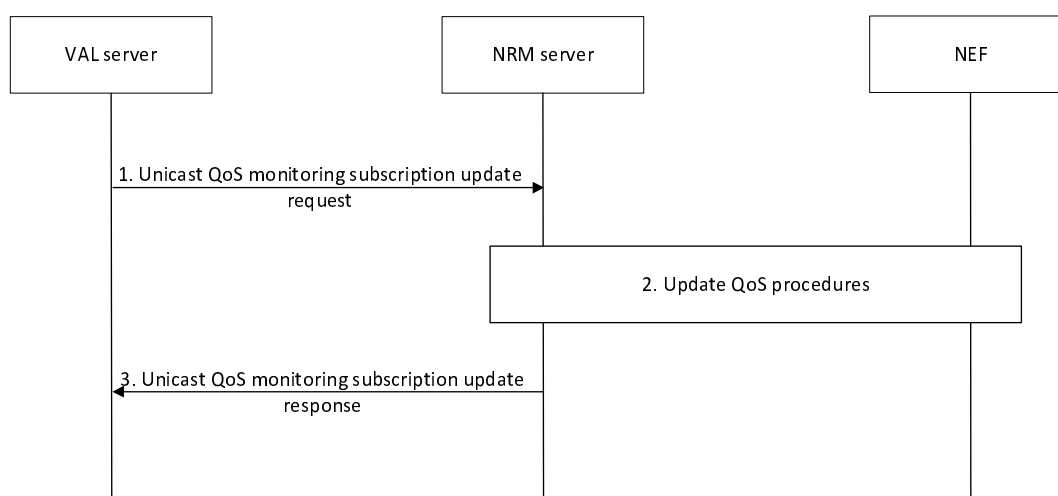 VAL server
NRM server
NEF
1. Unicast QoS monitoring subscription update
request
2. Update QoS procedures
3. Unicast QoS monitoring subscription update
response